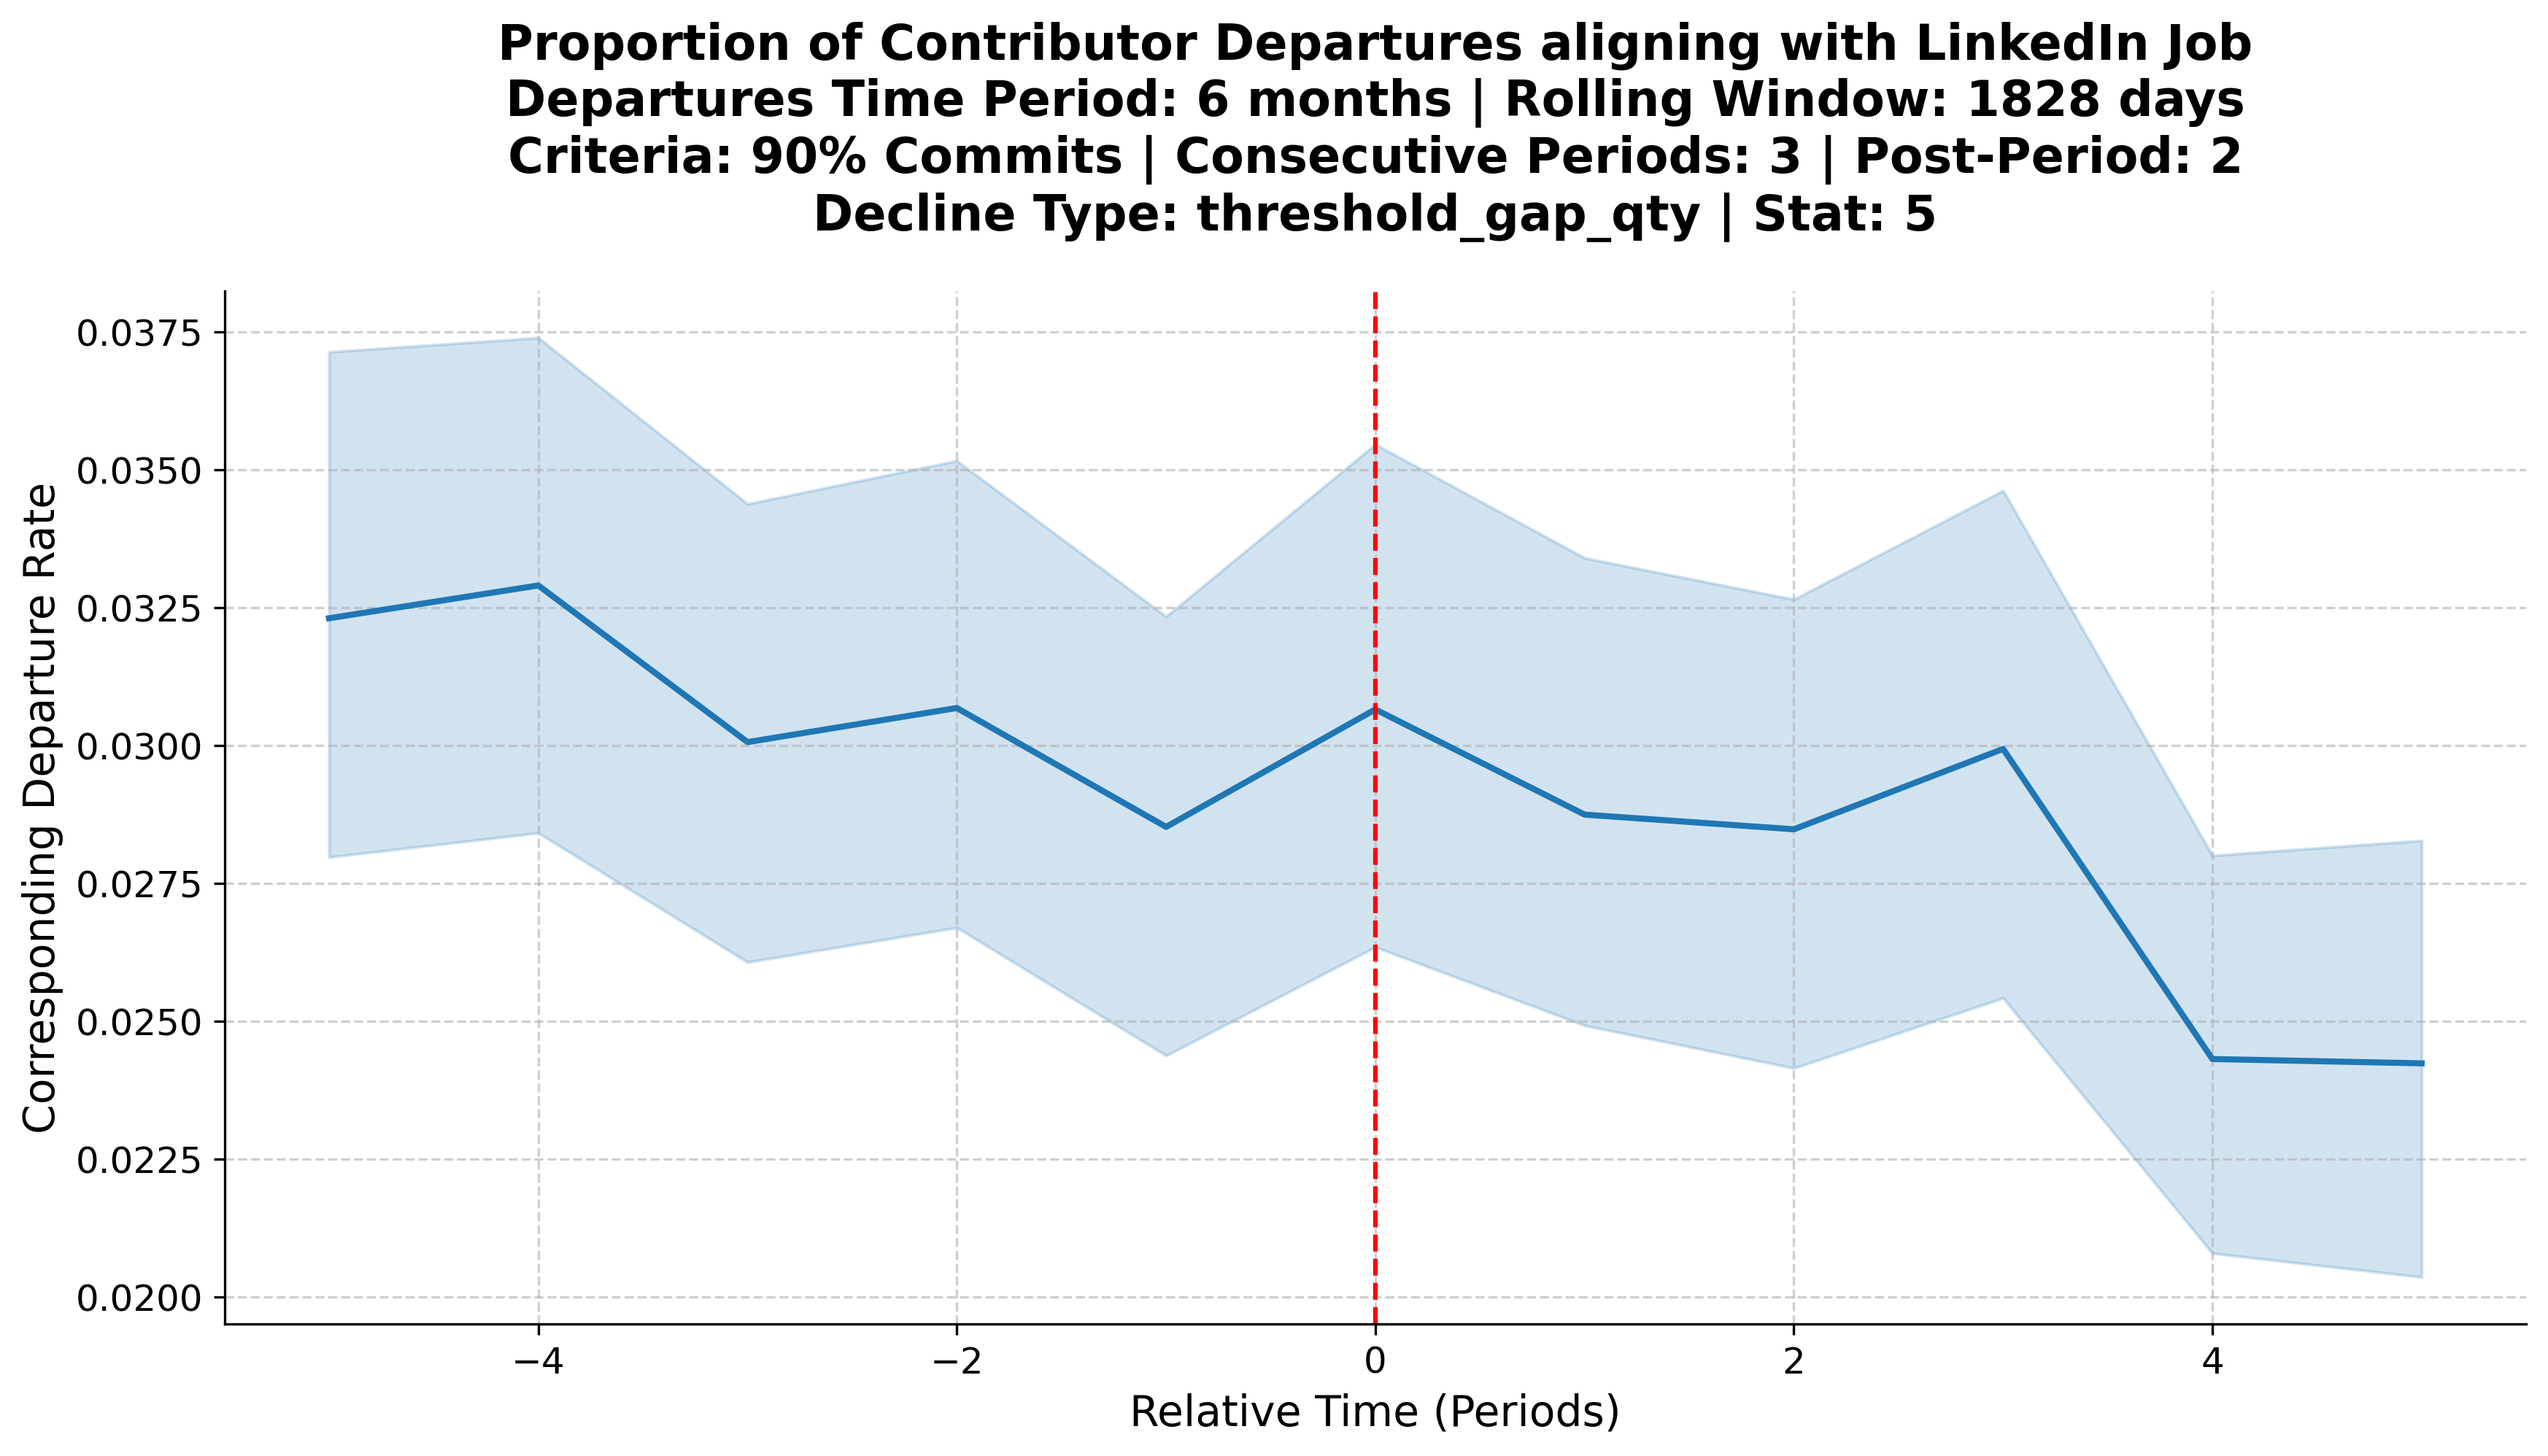 Proportion of Contributor Departures aligning with LinkedIn Job
Departures Time Period: 6 months | Rolling Window: 1828 days
Criteria: 90% Commits | Consecutive Periods: 3 | Post-Period: 2
Decline Type: threshold_gap_qty | Stat: 5
Corresponding Departure Rate
0.0375
0.0350
0.0325
0.0300
0.0275
0.0250
0.0225
0.0200
−4
−2
0
2
4
Relative Time (Periods)